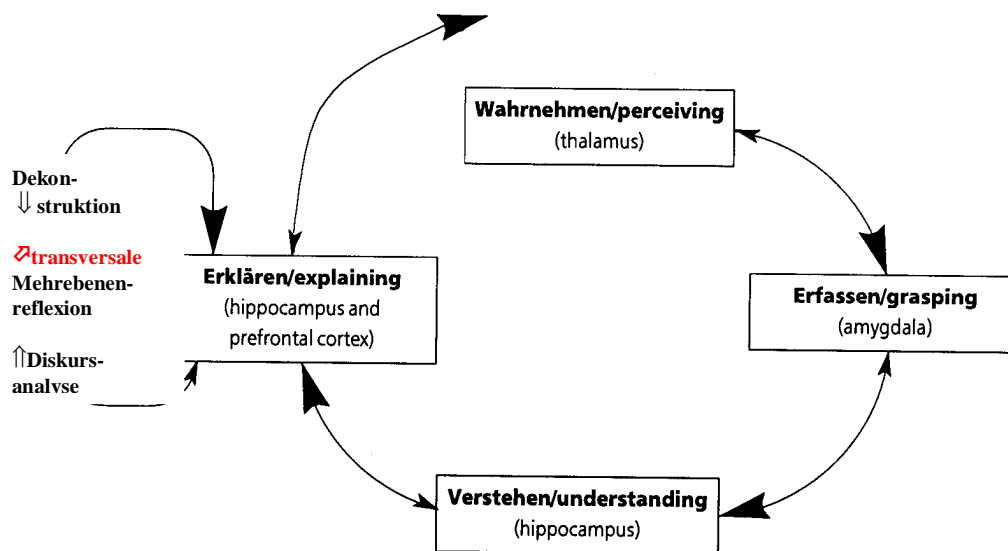 Wahrnehmen/perceiving
(thalamus)
Dekon-
⇓ struktion
⇗transversale
Mehrebenen-
reflexion
⇑Diskurs-
analyse
Erklären/explaining
(hippocampus and
prefrontal cortex)
Erfassen/grasping
(amygdala)
Verstehen/understanding
(hippocampus)